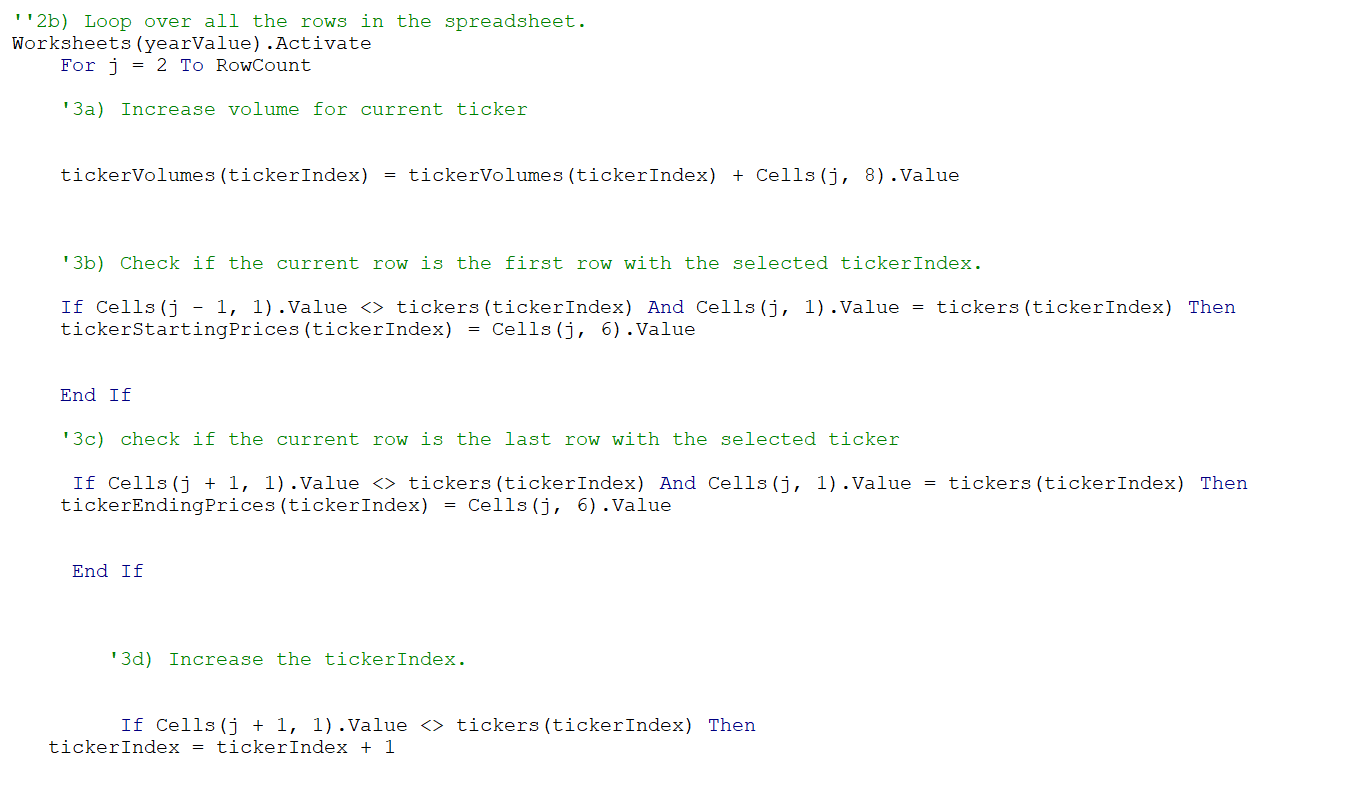 ''2b) Loop over all the rows in the spreadsheet.
Worksheets(yearValue).Activate
For j = 2 To RowCount
'3a) Increase volume for current ticker
tickerVolumes(tickerIndex) = tickerVolumes(tickerIndex) + Cells(j, 8).Value
'3b) Check if the current row is the first row with the selected tickerIndex.
If Cells(j - 1, 1).Value <> tickers(tickerIndex) And Cells(j, 1).Value = tickers(tickerIndex) Then
tickerStartingPrices(tickerIndex) = Cells(j, 6).Value
End If
'3c) check if the current row is the last row with the selected ticker
If Cells(j + 1, 1).Value <> tickers(tickerIndex) And Cells(j, 1).Value = tickers(tickerIndex) Then
tickerEndingPrices(tickerIndex) = Cells(j, 6).Value
End If
'3d) Increase the tickerIndex.
If Cells(j + 1, 1).Value <> tickers(tickerIndex) Then
tickerIndex = tickerIndex + 1